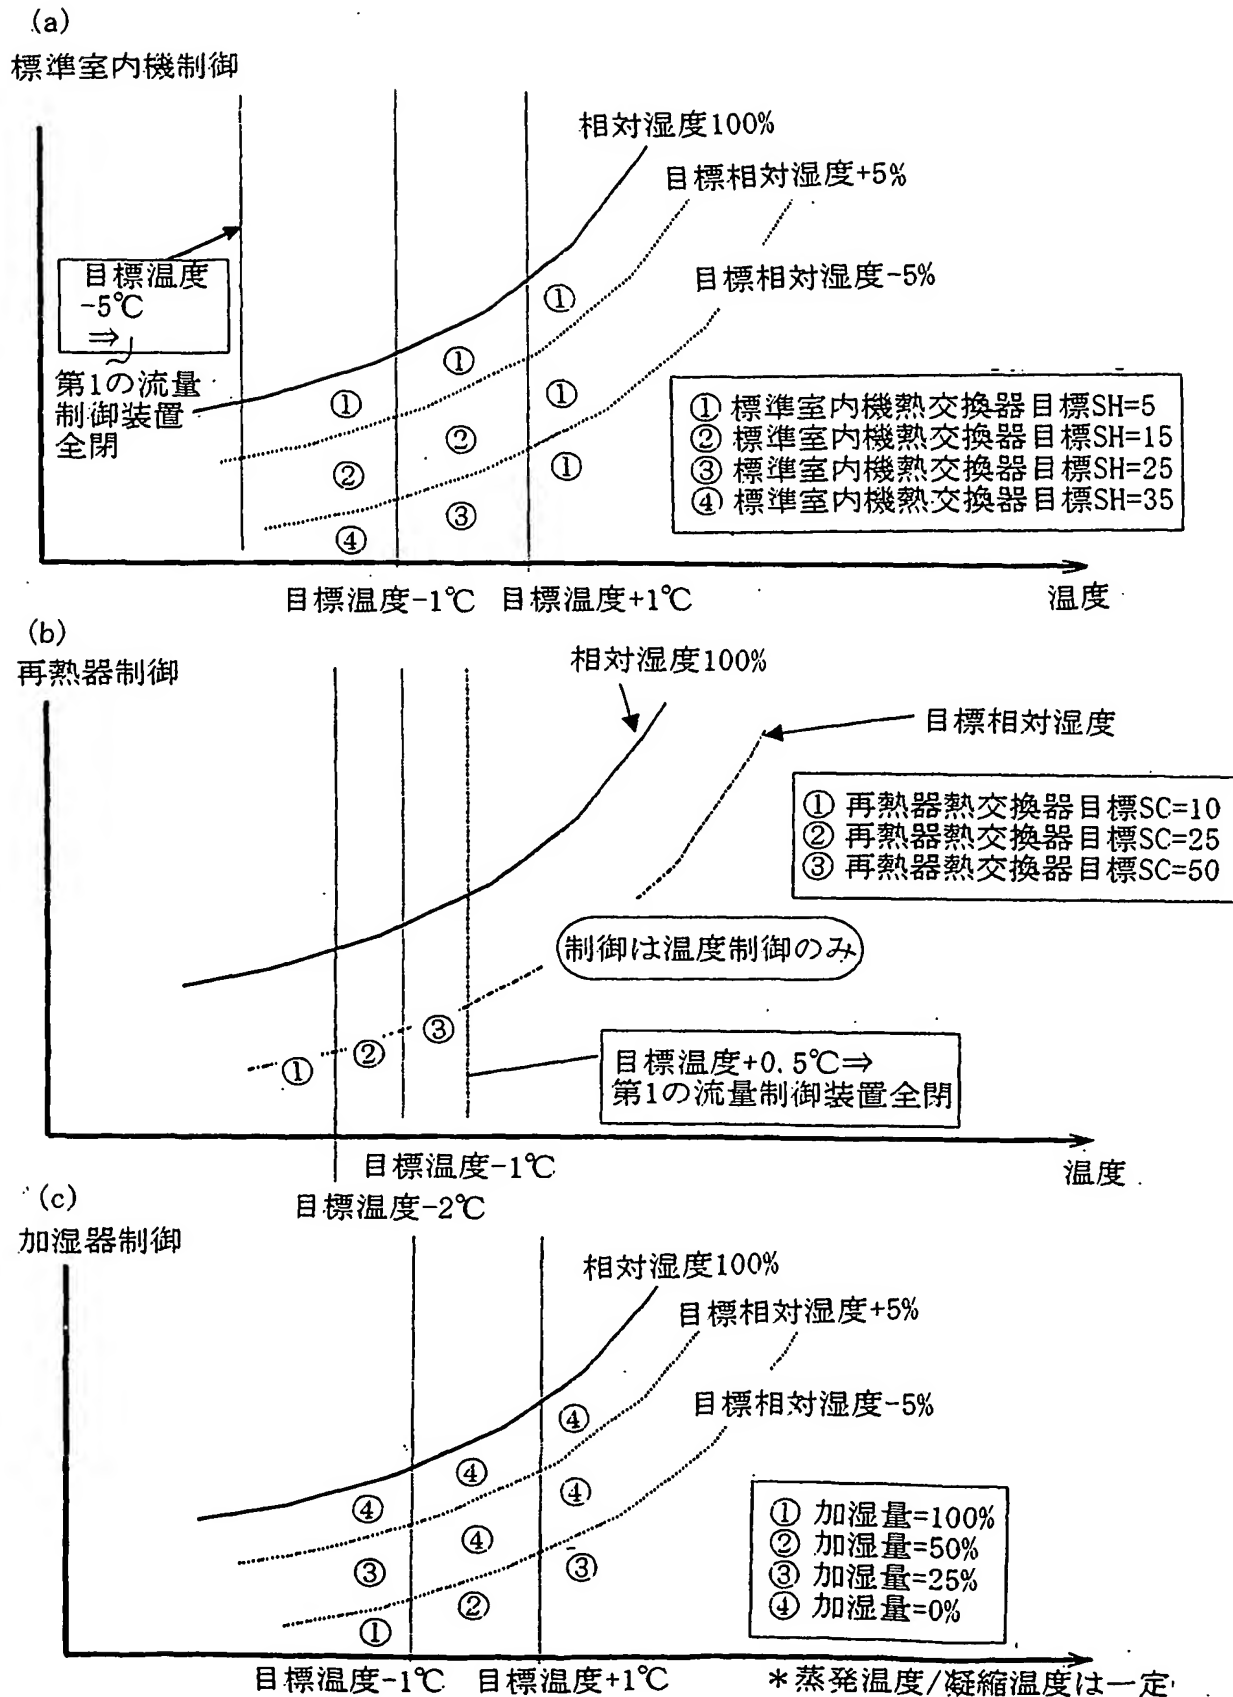 (a)
標準室内機制御
相対湿度100%
目標相対湿度+5%
目標相対湿度-5%
目標温度
-5℃
⇒
第1の流量
制御装置
全閉
①
①
①
②
①
②
①
③
④
① 標準室内機熱交換器目標SH=5
② 標準室内機熱交換器目標SH=15
③ 標準室内機熱交換器目標SH=25
④ 標準室内機熱交換器目標SH=35
目標温度-1℃
目標温度+1℃
温度
(b)
再熱器制御
相対湿度100%
目標相対湿度
① 再熱器熱交換器目標SC=10
② 再熱器熱交換器目標SC=25
③ 再熱器熱交換器目標SC=50
制御は温度制御のみ
①
②
③
目標温度+0.5℃⇒
第1の流量制御装置全閉
目標温度-1℃
目標温度-2℃
温度
(c)
加湿器制御
相対湿度100%
目標相対湿度+5%
目標相対湿度-5%
④
④
④
④
④
③
③
②
①
① 加湿量=100%
② 加湿量=50%
③ 加湿量=25%
④ 加湿量=0%
目標温度-1℃
目標温度+1℃
*蒸発温度/凝縮温度は一定